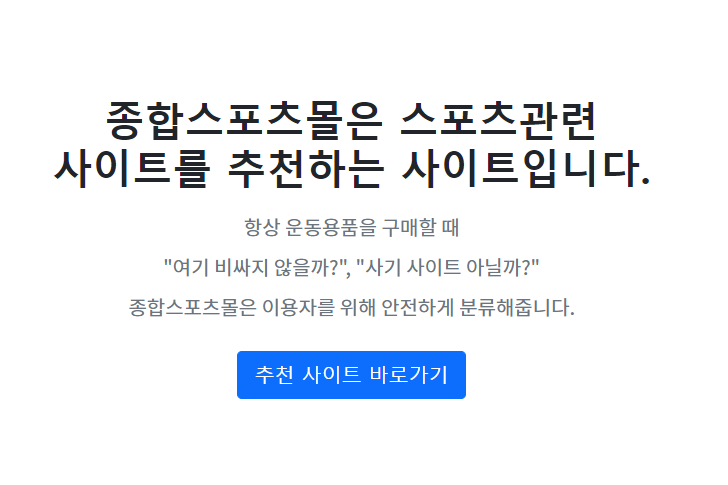 종합스포츠몰은 스포츠관련
사이트를 추천하는 사이트입니다.
항상 운동용품을 구매할 때
"여기 비싸지 않을까?", "사기 사이트 아닐까?"
종합스포츠몰은 이용자를 위해 안전하게 분류해줍니다.
추천 사이트 바로가기